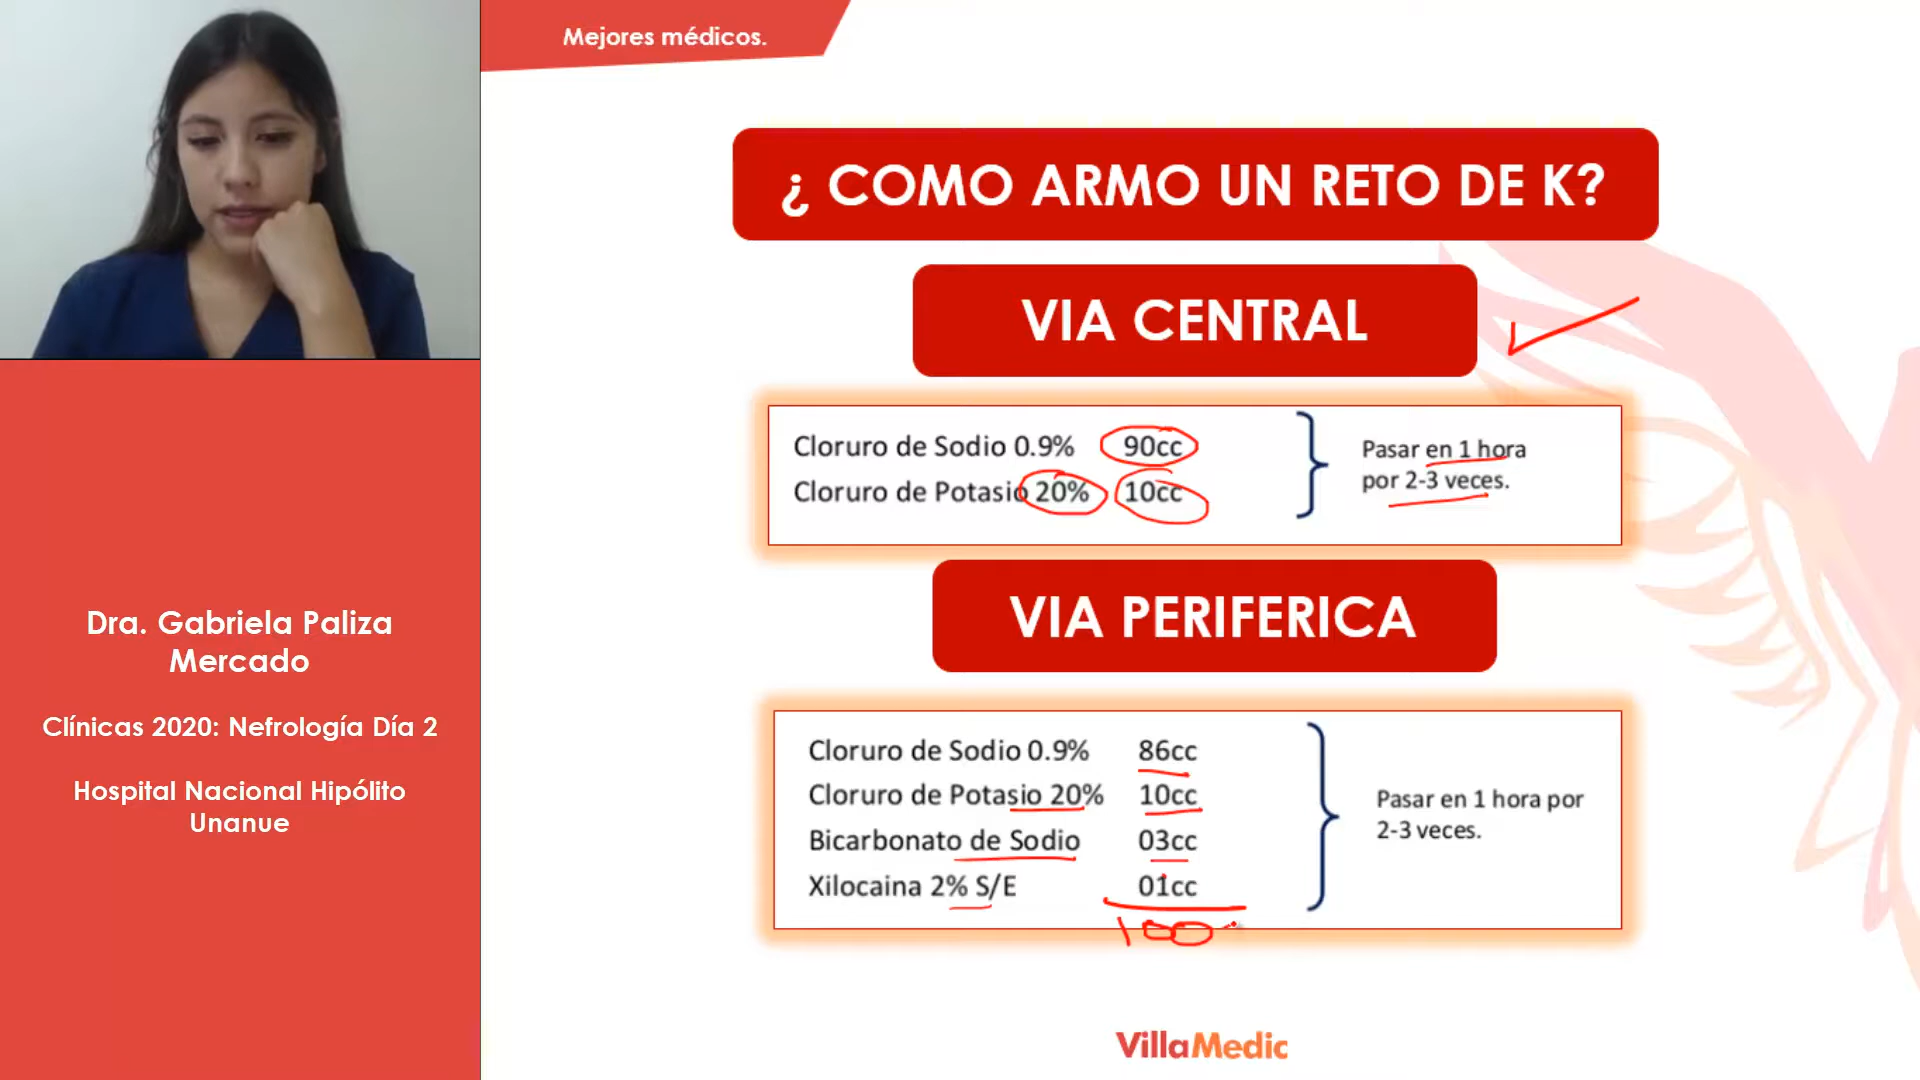 Mejores médicos.
¿ COMO ARMO UN RETO DE K?
VIA CENTRAL
Cloruro de Sodio 0.9% 90cc
Cloruro de Potasio 20% 10cc
Pasar en 1 hora
por 2-3 veces.
VIA PERIFERICA
Cloruro de Sodio 0.9% 86cc
Cloruro de Potasio 20% 10cc
Bicarbonato de Sodio 03cc
Xilocaina 2% S/E 01cc
100
Pasar en 1 hora por
2-3 veces.
Dra. Gabriela Paliza
Mercado
Clínicas 2020: Nefrología Día 2
Hospital Nacional Hipólito
Unanue
VillaMedic